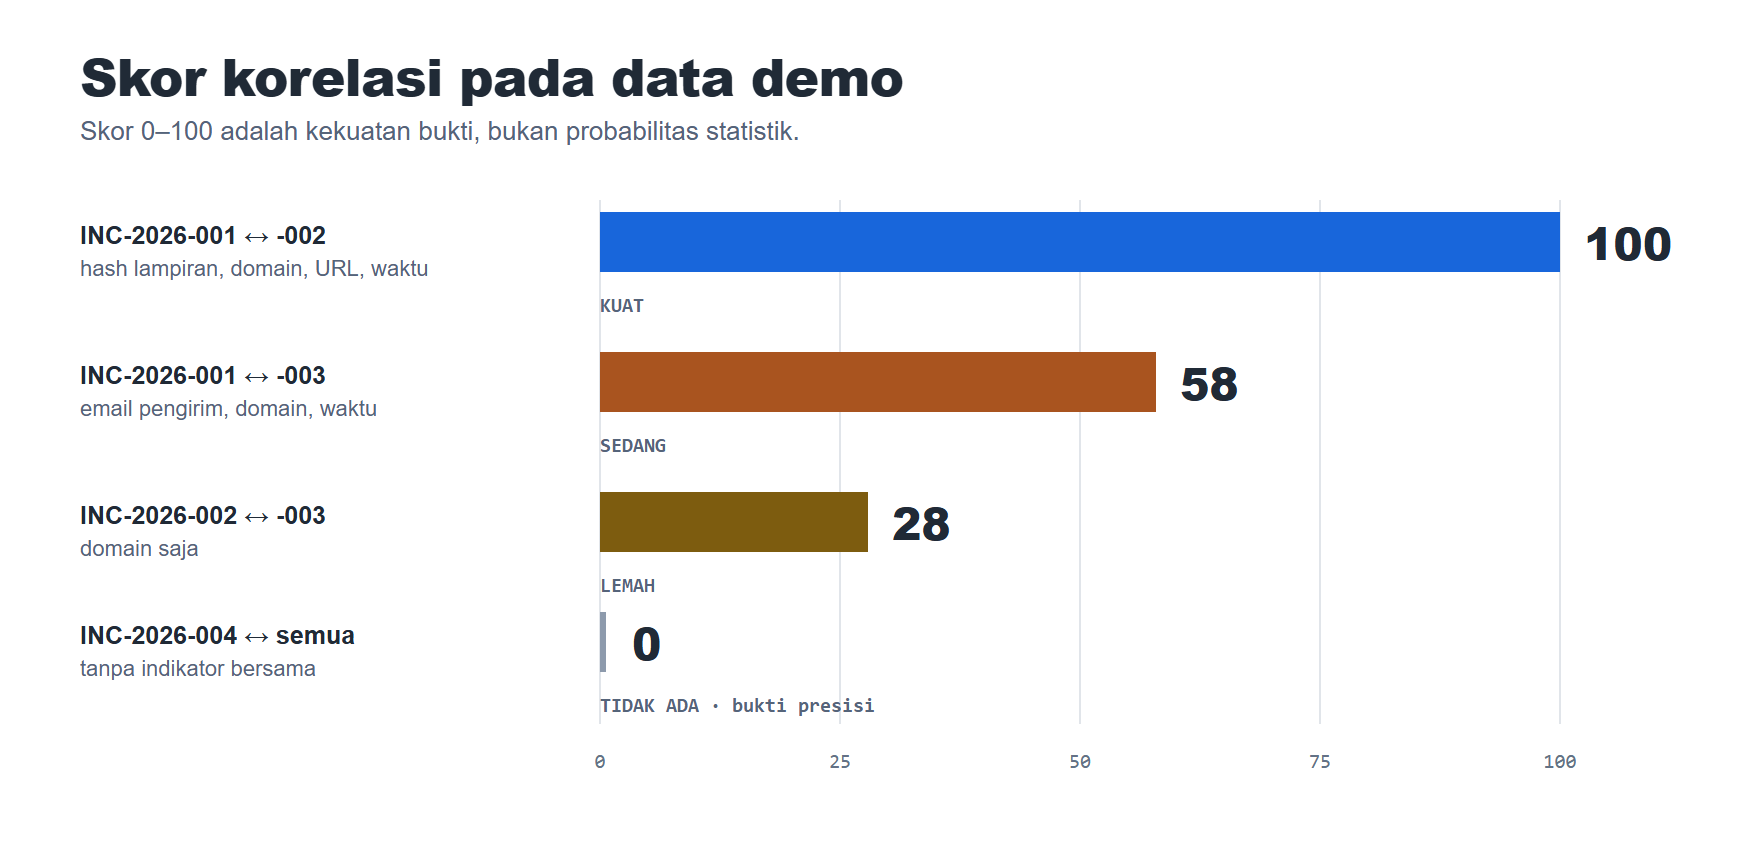 Skor korelasi pada data demo
Skor 0–100 adalah kekuatan bukti, bukan probabilitas statistik.
INC-2026-001 ↔ -002
hash lampiran, domain, URL, waktu
100
KUAT
INC-2026-001 ↔ -003
email pengirim, domain, waktu
58
SEDANG
INC-2026-002 ↔ -003
domain saja
28
LEMAH
INC-2026-004 ↔ semua
tanpa indikator bersama
0
TIDAK ADA · bukti presisi
0 25 50 75 100